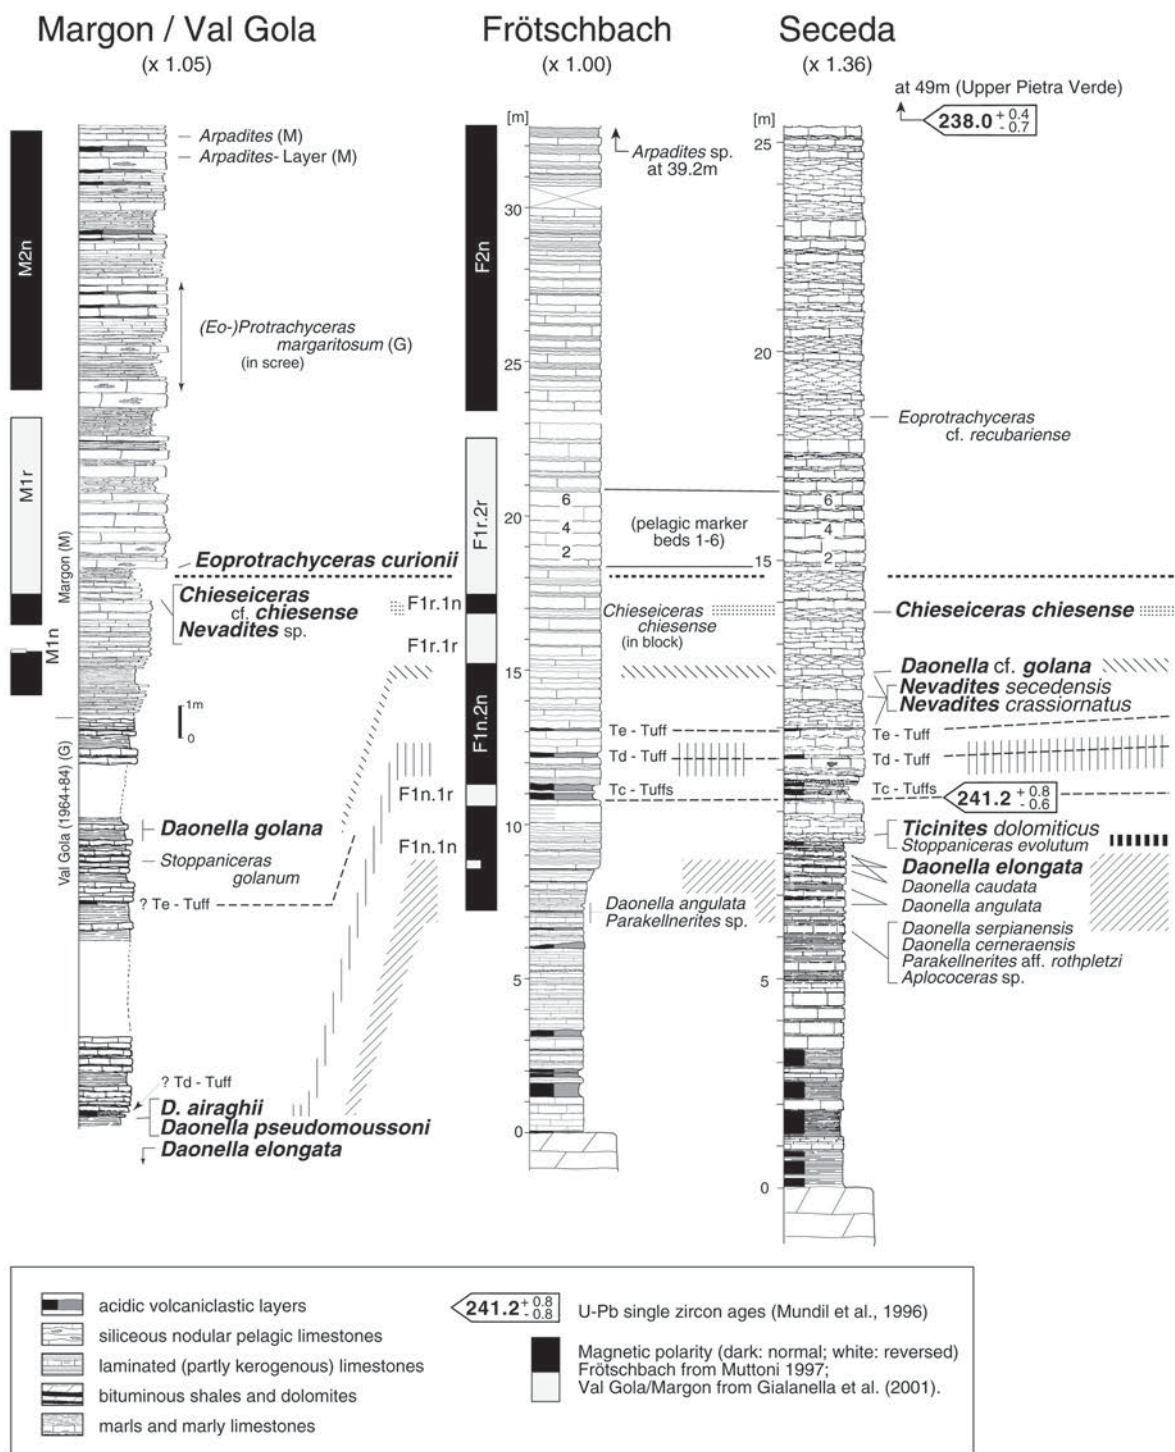 Margon / Val Gola
(x 1.05)
Frötschbach
(x 1.00)
Seceda
(x 1.36)
at 49m (Upper Pietra Verde)
238.0 + 0.4 - 0.7
M2n
M1r
M1n
Margon (M)
Val Gola (1964+84) (G)
Arpadites (M)
Arpadites- Layer (M)
(Eo-)Protrachyceras
margaritosum (G)
(in scree)
Eoprotrachyceras curionii
Chieseiceras
cf. chiesense
Nevadites sp.
1m
0
Daonella golana
Stoppaniceras
golanum
? Te - Tuff
? Td - Tuff
D. airaghii
Daonella pseudomoussoni
Daonella elongata
F2n
F1r.2r
F1r.1n
F1r.1r
F1n.2n
F1n.1r
F1n.1n
[m]
30
25
20
15
10
5
0
6
4
2
Arpadites sp.
at 39.2m
(pelagic marker
beds 1-6)
Chieseiceras
chiesense
(in block)
Te - Tuff
Td - Tuff
Tc - Tuffs
Daonella angulata
Parakellnerites sp.
[m]
25
20
15
5
0
6
4
2
Eoprotrachyceras
cf. recubariense
Chieseiceras chiesense
Daonella cf. golana
Nevadites secedensis
Nevadites crassiornatus
Te - Tuff
Td - Tuff
Tc - Tuffs
241.2 + 0.8 - 0.6
Ticinites dolomiticus
Stoppaniceras evolutum
Daonella elongata
Daonella caudata
Daonella angulata
Daonella serpianensis
Daonella cerneraensis
Parakellnerites aff. rothpletzi
Aplococeras sp.
acidic volcaniclastic layers
siliceous nodular pelagic limestones
laminated (partly kerogenous) limestones
bituminous shales and dolomites
marls and marly limestones
241.2 + 0.8 - 0.8
U-Pb single zircon ages (Mundil et al., 1996)
Magnetic polarity (dark: normal; white: reversed)
Frötschbach from Muttoni 1997;
Val Gola/Margon from Gialanella et al. (2001).